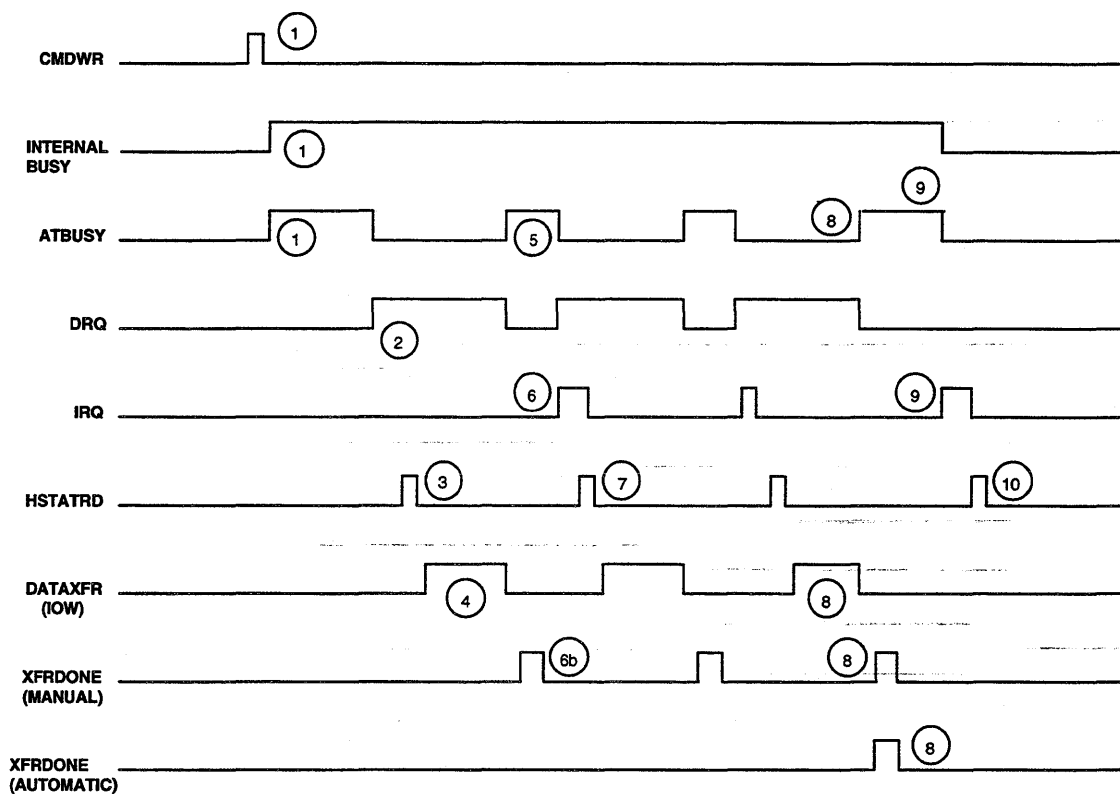 1
CMDWR
INTERNAL
BUSY
1
9
ATBUSY
1
5
8
DRQ
2
IRQ
6
9
HSTATRD
3
7
10
DATAXFR
(IOW)
4
8
XFRDONE
(MANUAL)
6b
8
XFRDONE
(AUTOMATIC)
8